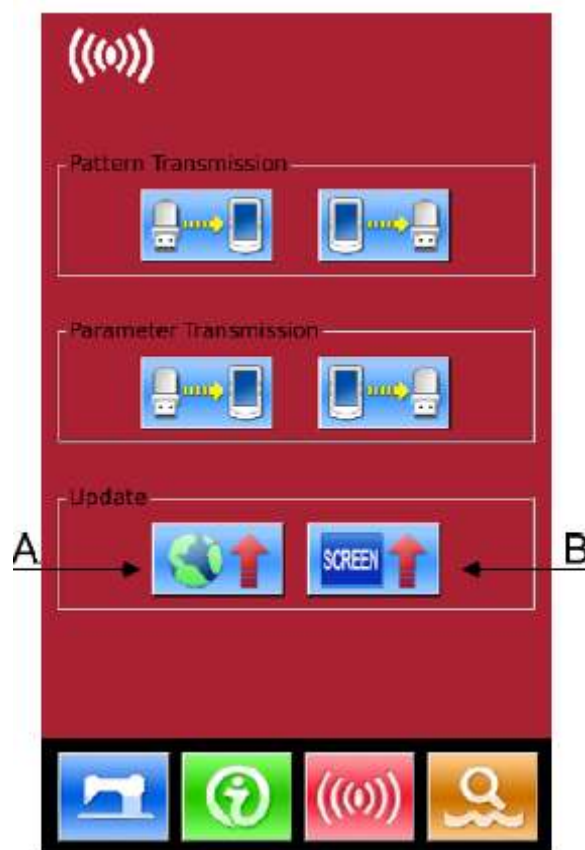 Pattern Transmission
Parameter Transmission
Update
A
SCREEN
B